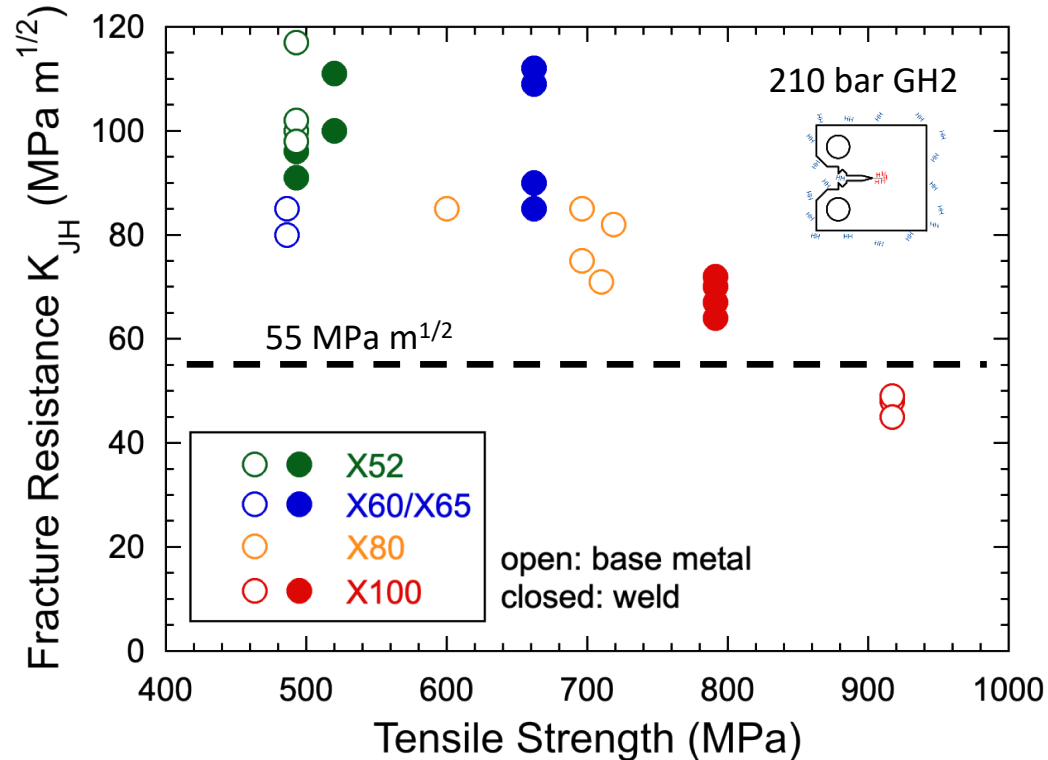 Fracture Resistance K_JH (MPa m^1/2)
120
100
80
60
40
20
0
210 bar GH2
55 MPa m^1/2
X52
X60/X65
X80
X100
open: base metal
closed: weld
400 500 600 700 800 900 1000
Tensile Strength (MPa)